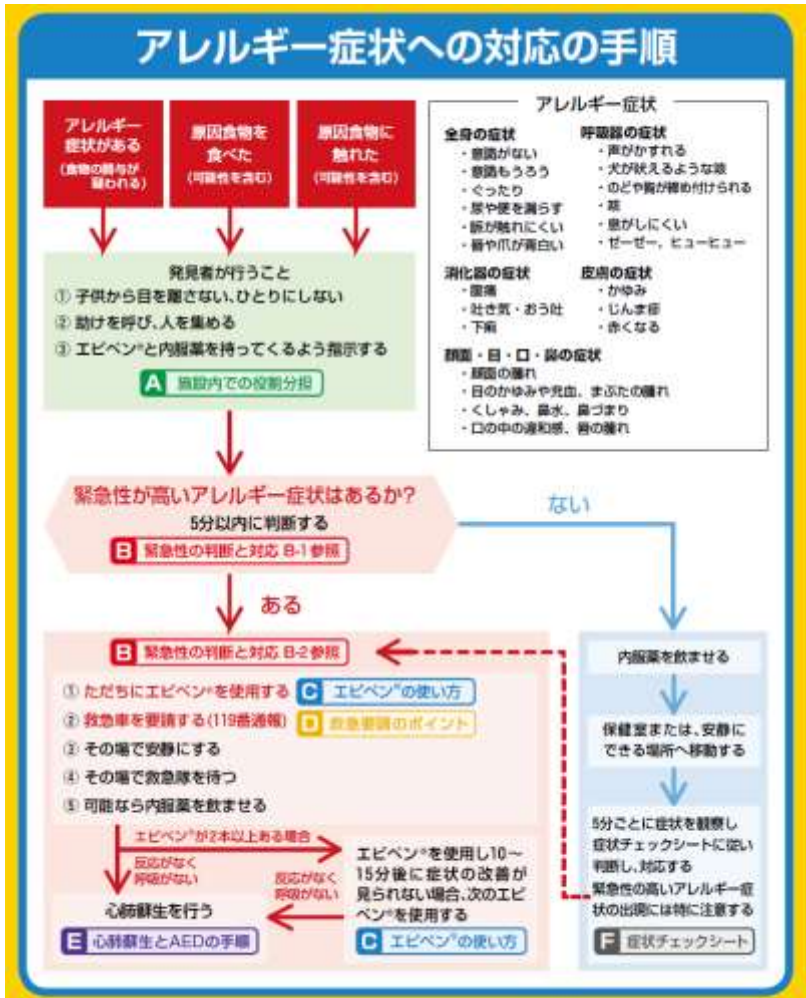 アレルギー症状への対応の手順
アレルギー
症状がある
(食物の関与が
疑われる)
原因食物を
食べた
(可能性を含む)
原因食物に
触れた
(可能性を含む)
発見者が行うこと
① 子供から目を離さない、ひとりにしない
② 助けを呼び、人を集める
③ エピペン®と内服薬を持ってくるよう指示する
A 施設内での役割分担
アレルギー症状
全身の症状
・意識がない
・意識もうろう
・ぐったり
・尿や便を漏らす
・脈が触れにくい
・唇や爪が青白い
呼吸器の症状
・声がかすれる
・犬が吠えるような咳
・のどや胸が締め付けられる
・咳
・息がしにくい
・ゼーゼー、ヒューヒュー
消化器の症状
・腹痛
・吐き気・おう吐
・下痢
皮膚の症状
・かゆみ
・じんま疹
・赤くなる
顔面・目・口・鼻の症状
・顔面の腫れ
・目のかゆみや充血、まぶたの腫れ
・くしゃみ、鼻水、鼻づまり
・口の中の違和感、唇の腫れ
緊急性が高いアレルギー症状はあるか?
5分以内に判断する
B 緊急性の判断と対応 B-1参照
ない
ある
B 緊急性の判断と対応 B-2参照
① ただちにエピペン®を使用する C エピペン®の使い方
② 救急車を要請する(119番通報) D 救急要請のポイント
③ その場で安静にする
④ その場で救急隊を待つ
⑤ 可能なら内服薬を飲ませる
エピペン®が2本以上ある場合
反応がなく
呼吸がない
心肺蘇生を行う
E 心肺蘇生とAEDの手順
反応がなく
呼吸がない
エピペン®を使用し10〜
15分後に症状の改善が
見られない場合、次のエピ
ペン®を使用する
C エピペン®の使い方
内服薬を飲ませる
保健室または、安静に
できる場所へ移動する
5分ごとに症状を観察し
症状チェックシートに従い
判断し、対応する
緊急性の高いアレルギー症
状の出現には特に注意する
F 症状チェックシート